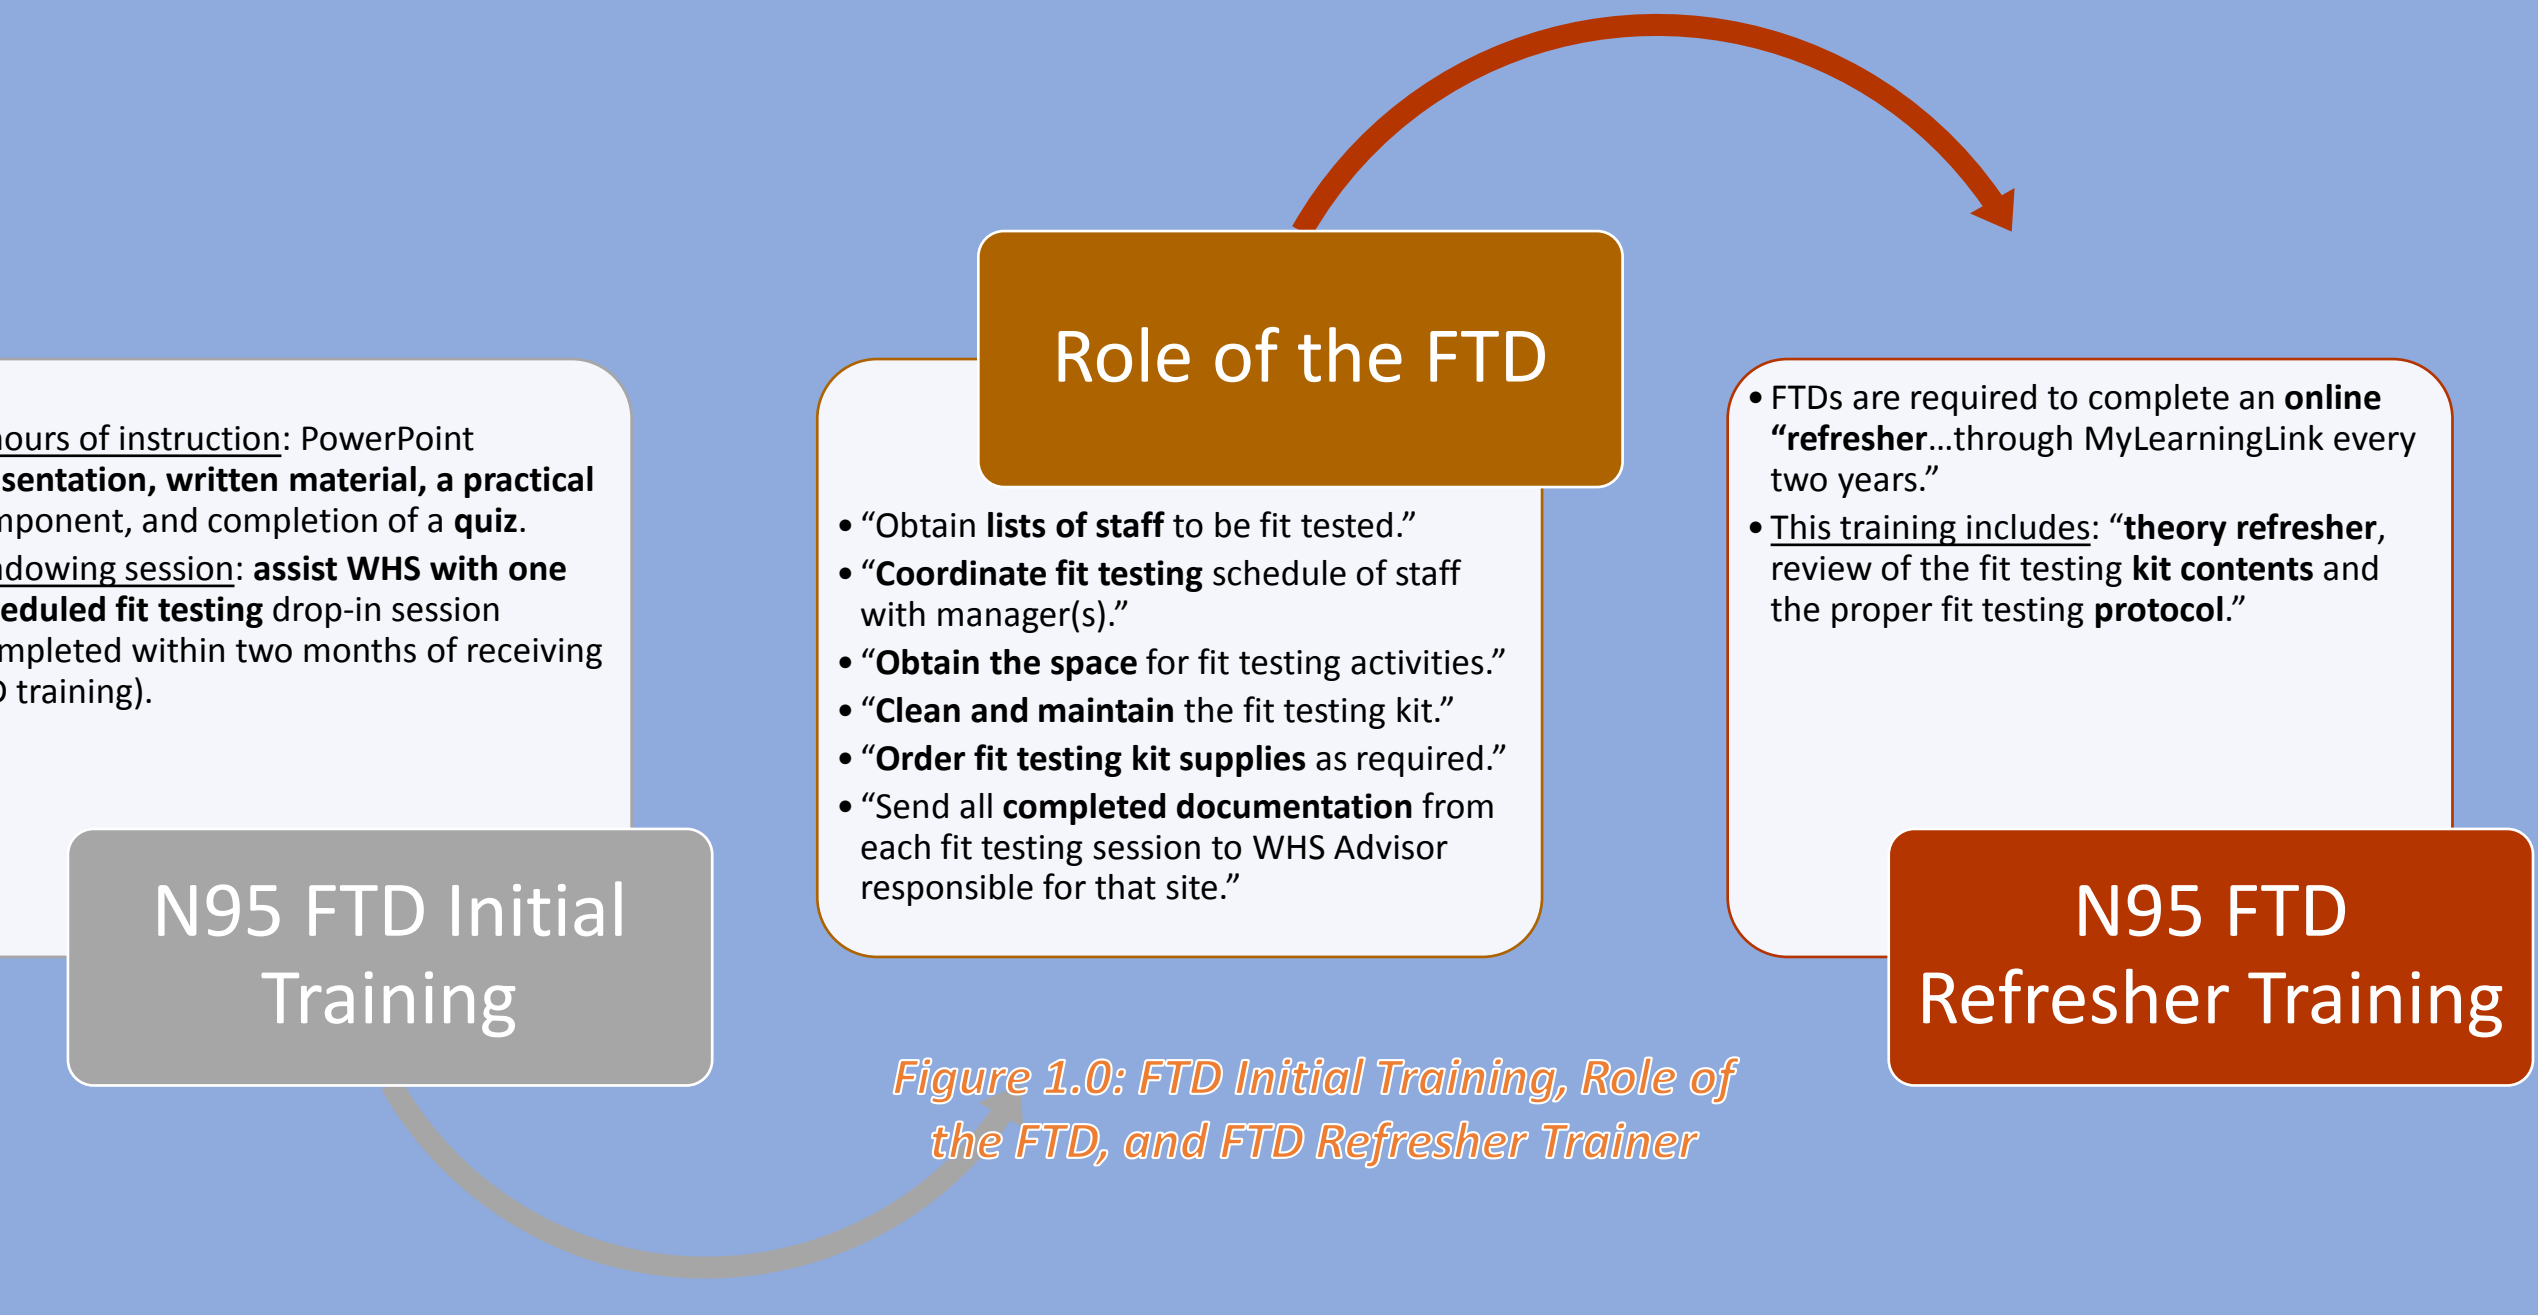 hours of instruction: PowerPoint
sentation, written material, a practical
mponent, and completion of a quiz.
dowing session: assist WHS with one
eduled fit testing drop-in session
mpleted within two months of receiving
D training).
N95 FTD Initial
Training
Role of the FTD
• “Obtain lists of staff to be fit tested.”
• “Coordinate fit testing schedule of staff
with manager(s).”
• “Obtain the space for fit testing activities.”
• “Clean and maintain the fit testing kit.”
• “Order fit testing kit supplies as required.”
• “Send all completed documentation from
each fit testing session to WHS Advisor
responsible for that site.”
• FTDs are required to complete an online
“refresher…through MyLearningLink every
two years.”
• This training includes: “theory refresher,
review of the fit testing kit contents and
the proper fit testing protocol.”
N95 FTD
Refresher Training
Figure 1.0: FTD Initial Training, Role of
the FTD, and FTD Refresher Trainer